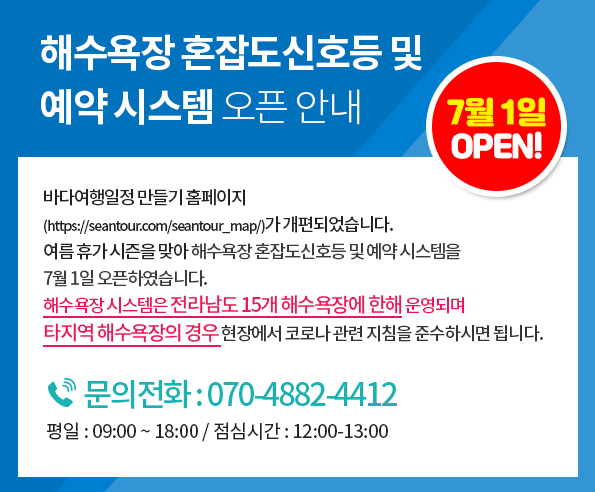 해수욕장 혼잡도신호등 및
예약 시스템 오픈 안내
7월 1일
OPEN!
바다여행일정 만들기 홈페이지
(https://seantour.com/seantour_map/)가 개편되었습니다.
여름 휴가 시즌을 맞아 해수욕장 혼잡도신호등 및 예약 시스템을
7월 1일 오픈하였습니다.
해수욕장 시스템은 전라남도 15개 해수욕장에 한해 운영되며
타지역 해수욕장의 경우 현장에서 코로나 관련 지침을 준수하시면 됩니다.
문의전화 : 070-4882-4412
평일 : 09:00 ~ 18:00 / 점심시간 : 12:00-13:00